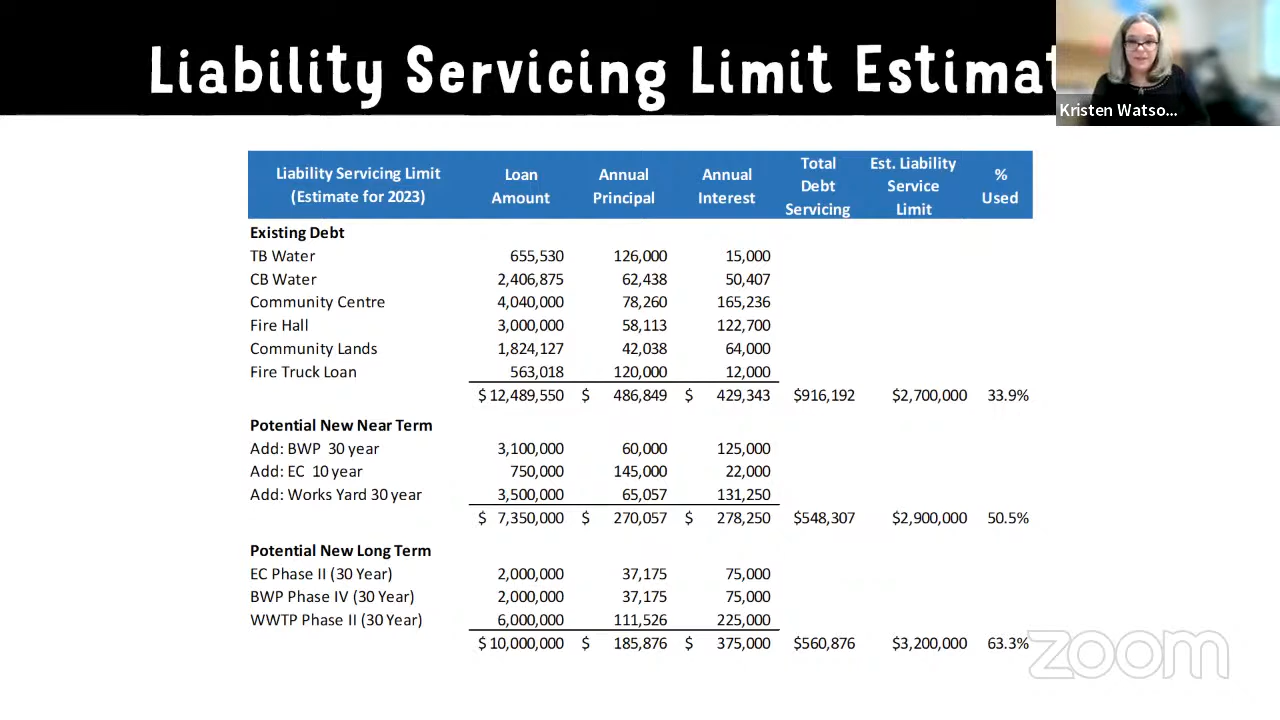 Liability Servicing Limit Estimat
Kristen Watso...
Liability Servicing Limit (Estimate for 2023) Loan Amount Annual Principal Annual Interest Total Debt Servicing Est. Liability Service Limit % Used
Existing Debt
TB Water 655,530 126,000 15,000
CB Water 2,406,875 62,438 50,407
Community Centre 4,040,000 78,260 165,236
Fire Hall 3,000,000 58,113 122,700
Community Lands 1,824,127 42,038 64,000
Fire Truck Loan 563,018 120,000 12,000
$ 12,489,550 $ 486,849 $ 429,343 $916,192 $2,700,000 33.9%
Potential New Near Term
Add: BWP 30 year 3,100,000 60,000 125,000
Add: EC 10 year 750,000 145,000 22,000
Add: Works Yard 30 year 3,500,000 65,057 131,250
$ 7,350,000 $ 270,057 $ 278,250 $548,307 $2,900,000 50.5%
Potential New Long Term
EC Phase II (30 Year) 2,000,000 37,175 75,000
BWP Phase IV (30 Year) 2,000,000 37,175 75,000
WWTP Phase II (30 Year) 6,000,000 111,526 225,000
$ 10,000,000 $ 185,876 $ 375,000 $560,876 $3,200,000 63.3%
zoom